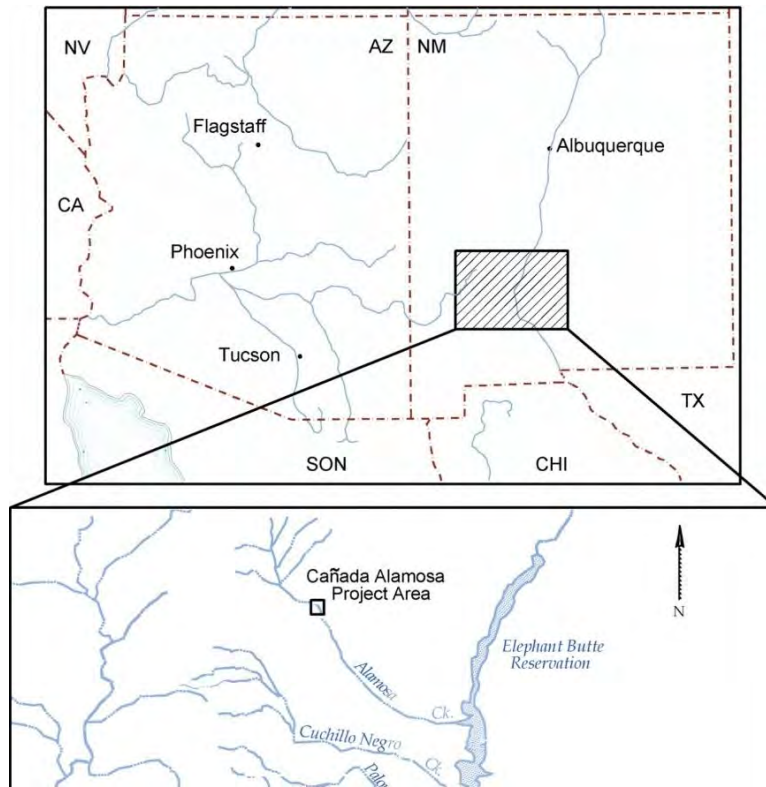 NV
AZ
NM
Flagstaff
Albuquerque
CA
Phoenix
Tucson
TX
SON
CHI
Cañada Alamosa
Project Area
N
Elephant Butte
Reservation
Alamosa
Ck.
Cuchillo Negro
Ck.